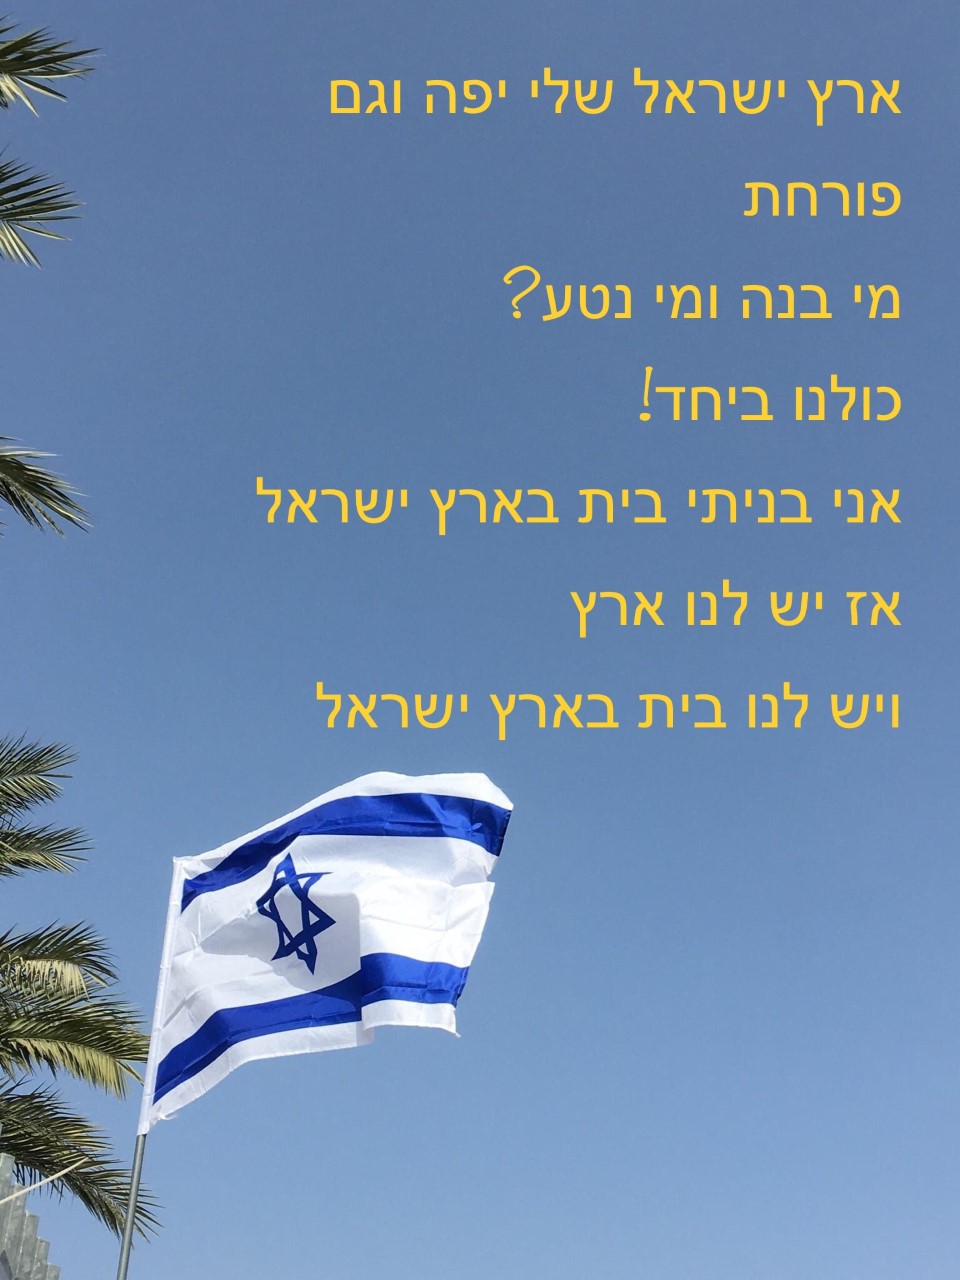 ארץ ישראל שלי יפה וגם
פורחת
מי בנה ומי נטע?
כולנו ביחד!
אני בניתי בית בארץ ישראל
אז יש לנו ארץ
ויש לנו בית בארץ ישראל